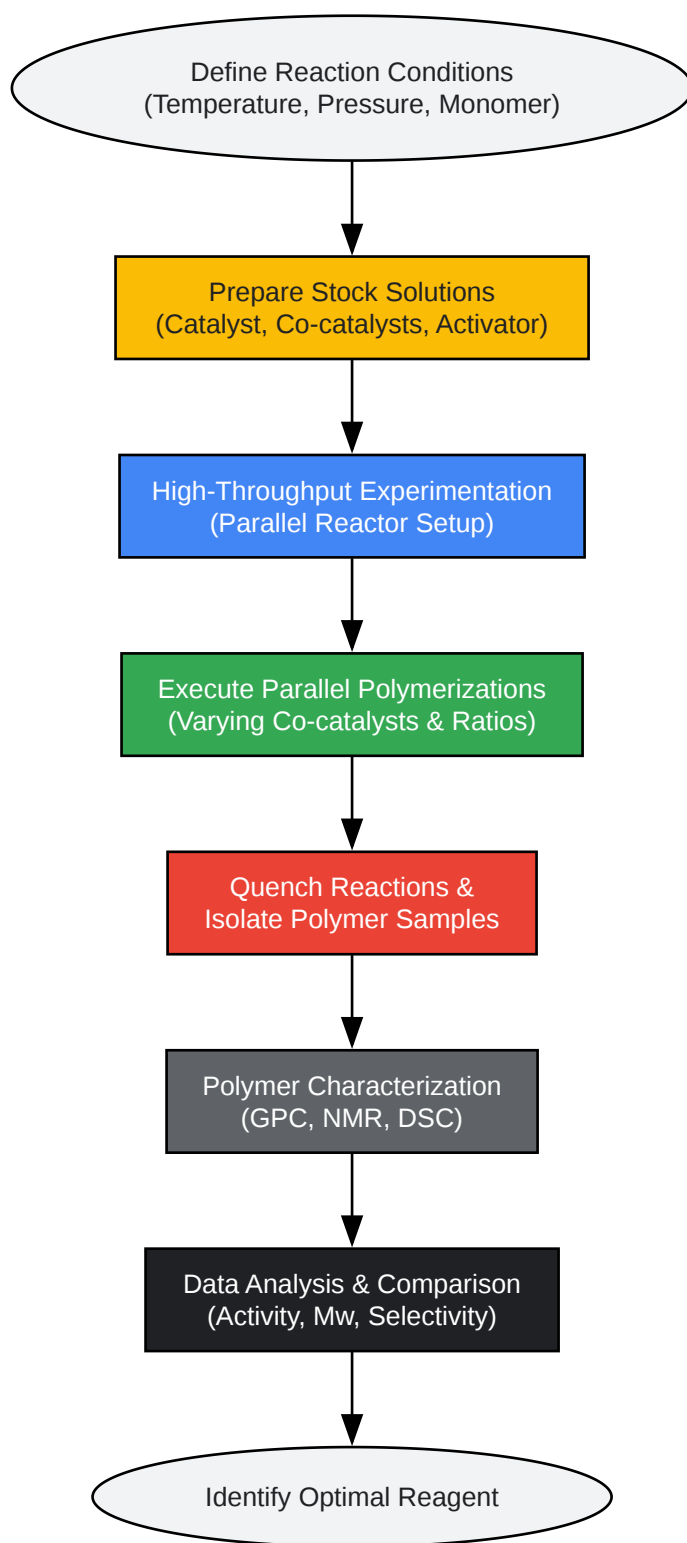 Define Reaction Conditions
(Temperature, Pressure, Monomer)
Prepare Stock Solutions
(Catalyst, Co-catalysts, Activator)
High-Throughput Experimentation
(Parallel Reactor Setup)
Execute Parallel Polymerizations
(Varying Co-catalysts & Ratios)
Quench Reactions &
Isolate Polymer Samples
Polymer Characterization
(GPC, NMR, DSC)
Data Analysis & Comparison
(Activity, Mw, Selectivity)
Identify Optimal Reagent